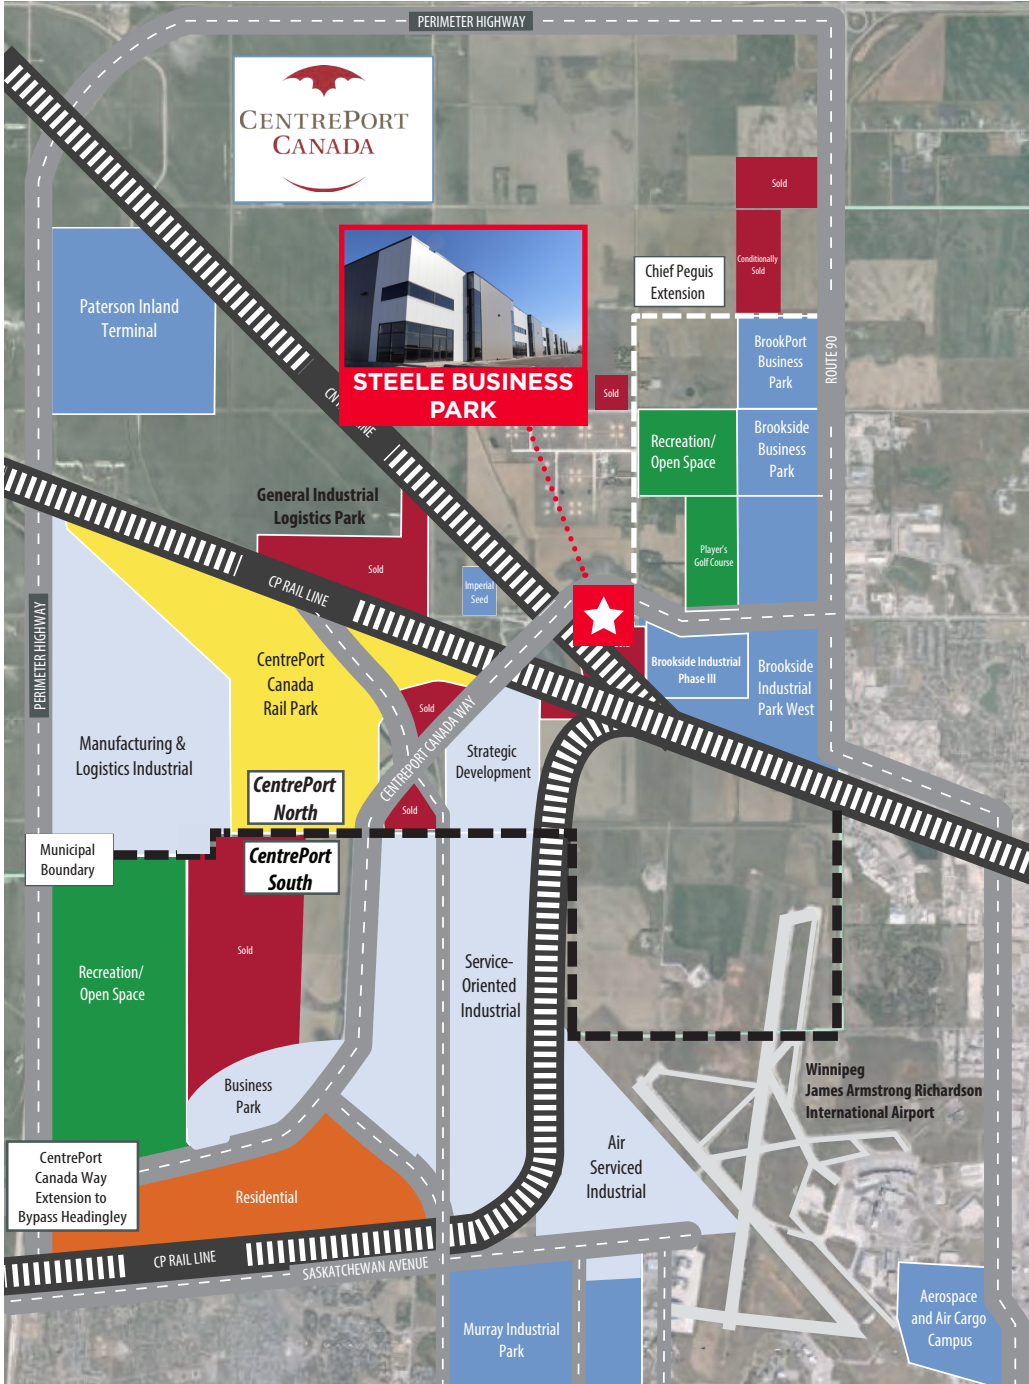 PERIMETER HIGHWAY
CENTREPORT
CANADA
Sold
Conditionally
Sold
Chief Peguis
Extension
Paterson Inland
Terminal
BrookPort
Business
Park
ROUTE 90
STEELE BUSINESS
PARK
Sold
CN
LINE
Recreation/
Open Space
Brookside
Business
Park
General Industrial
Logistics Park
Sold
Player's
Golf Course
Imperial
Seed
CP RAIL LINE
PERIMETER HIGHWAY
CentrePort
Canada
Rail Park
Brookside Industrial
Phase III
Brookside
Industrial
Park West
Sold
CENTREPORT CANADA WAY
Manufacturing &
Logistics Industrial
Strategic
Development
CentrePort
North
Sold
Municipal
Boundary
CentrePort
South
Sold
Recreation/
Open Space
Service-
Oriented
Industrial
Business
Park
Winnipeg
James Armstrong Richardson
International Airport
CentrePort
Canada Way
Extension to
Bypass Headingley
Air
Serviced
Industrial
Residential
CP RAIL LINE
SASKATCHEWAN AVENUE
Murray Industrial
Park
Aerospace
and Air Cargo
Campus